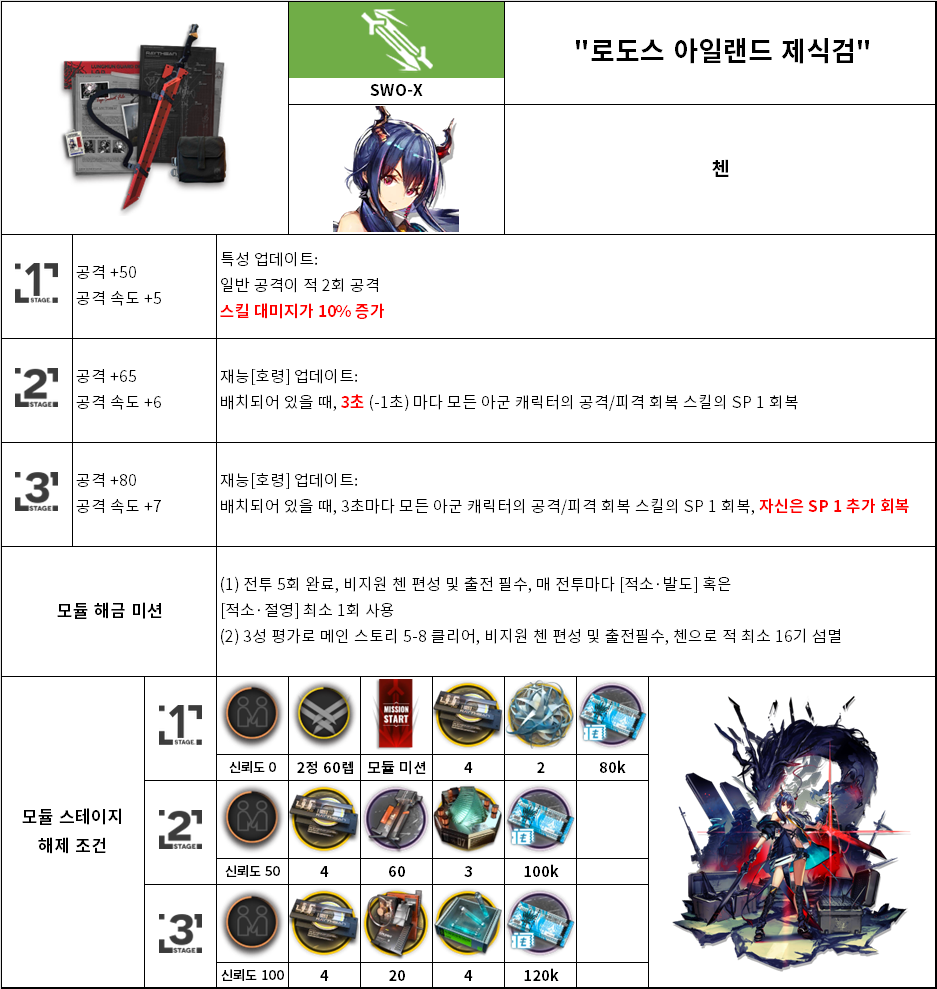 "로도스 아일랜드 제식검"
SWO-X
첸
1
STAGE.
공격 +50
공격 속도 +5
특성 업데이트:
일반 공격이 적 2회 공격
스킬 대미지가 10% 증가
2
STAGE.
공격 +65
공격 속도 +6
재능[호령] 업데이트:
배치되어 있을 때, 3초 (-1초) 마다 모든 아군 캐릭터의 공격/피격 회복 스킬의 SP 1 회복
3
STAGE.
공격 +80
공격 속도 +7
재능[호령] 업데이트:
배치되어 있을 때, 3초마다 모든 아군 캐릭터의 공격/피격 회복 스킬의 SP 1 회복, 자신은 SP 1 추가 회복
모듈 해금 미션
(1) 전투 5회 완료, 비지원 첸 편성 및 출전 필수, 매 전투마다 [적소·발도] 혹은
[적소·절영] 최소 1회 사용
(2) 3성 평가로 메인 스토리 5-8 클리어, 비지원 첸 편성 및 출전필수, 첸으로 적 최소 16기 섬멸
모듈 스테이지
해제 조건
1
STAGE.
MISSION
START
신뢰도 0
2정 60렙
모듈 미션
4
2
80k
2
STAGE.
신뢰도 50
4
60
3
100k
3
STAGE.
신뢰도 100
4
20
4
120k